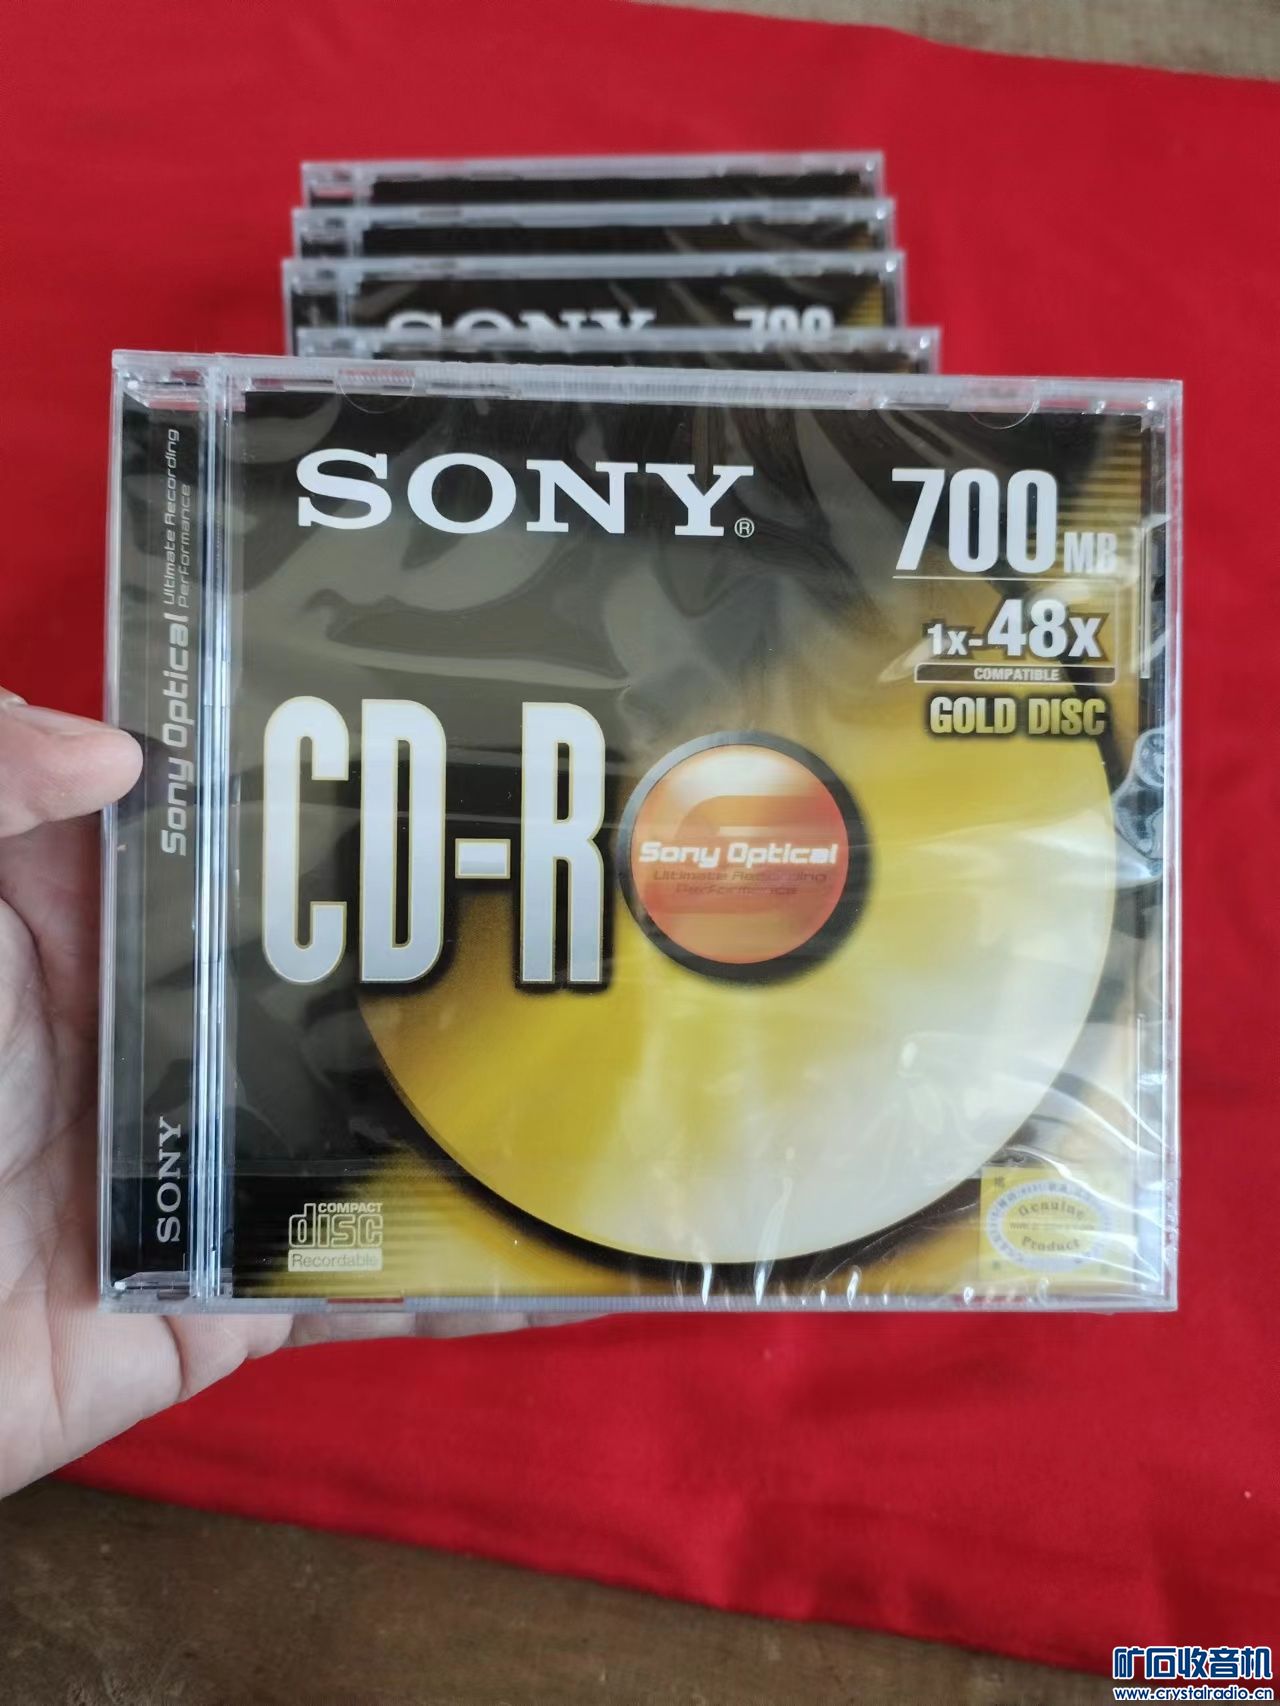 SONY 700
SONY®
700 MB
1x-48x
COMPATIBLE
GOLD DISC
CD-R
Sony Optical
Ultimate Recording
Performance
Sony Optical
Ultimate Recording
Performance
SONY
COMPACT
disc
Recordable
Genuine
Product
矿石收音机
www.crystalradio.cn